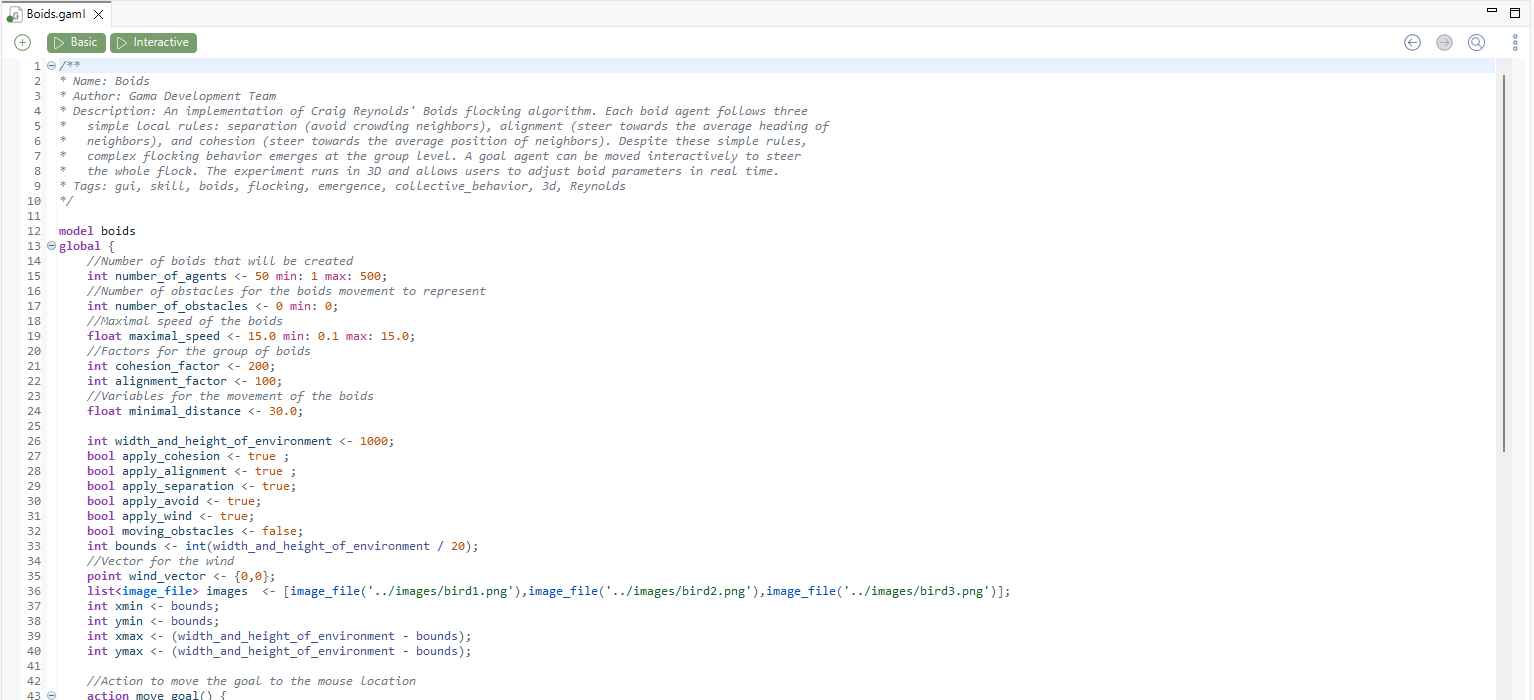 Boids.gaml
Basic Interactive
1 /**
2 * Name: Boids
3 * Author: Gama Development Team
4 * Description: An implementation of Craig Reynolds' Boids flocking algorithm. Each boid agent follows three
5 *   simple local rules: separation (avoid crowding neighbors), alignment (steer towards the average heading of
6 *   neighbors), and cohesion (steer towards the average position of neighbors). Despite these simple rules,
7 *   complex flocking behavior emerges at the group level. A goal agent can be moved interactively to steer
8 *   the whole flock. The experiment runs in 3D and allows users to adjust boid parameters in real time.
9 * Tags: gui, skill, boids, flocking, emergence, collective_behavior, 3d, Reynolds
10 */
11
12 model boids
13 global {
14     //Number of boids that will be created
15     int number_of_agents <- 50 min: 1 max: 500;
16     //Number of obstacles for the boids movement to represent
17     int number_of_obstacles <- 0 min: 0;
18     //Maximal speed of the boids
19     float maximal_speed <- 15.0 min: 0.1 max: 15.0;
20     //Factors for the group of boids
21     int cohesion_factor <- 200;
22     int alignment_factor <- 100;
23     //Variables for the movement of the boids
24     float minimal_distance <- 30.0;
25
26     int width_and_height_of_environment <- 1000;
27     bool apply_cohesion <- true ;
28     bool apply_alignment <- true ;
29     bool apply_separation <- true;
30     bool apply_avoid <- true;
31     bool apply_wind <- true;
32     bool moving_obstacles <- false;
33     int bounds <- int(width_and_height_of_environment / 20);
34     //Vector for the wind
35     point wind_vector <- {0,0};
36     list<image_file> images  <- [image_file('../images/bird1.png'),image_file('../images/bird2.png'),image_file('../images/bird3.png')];
37     int xmin <- bounds;
38     int ymin <- bounds;
39     int xmax <- (width_and_height_of_environment - bounds);
40     int ymax <- (width_and_height_of_environment - bounds);
41
42     //Action to move the goal to the mouse location
43     action move_goal() {